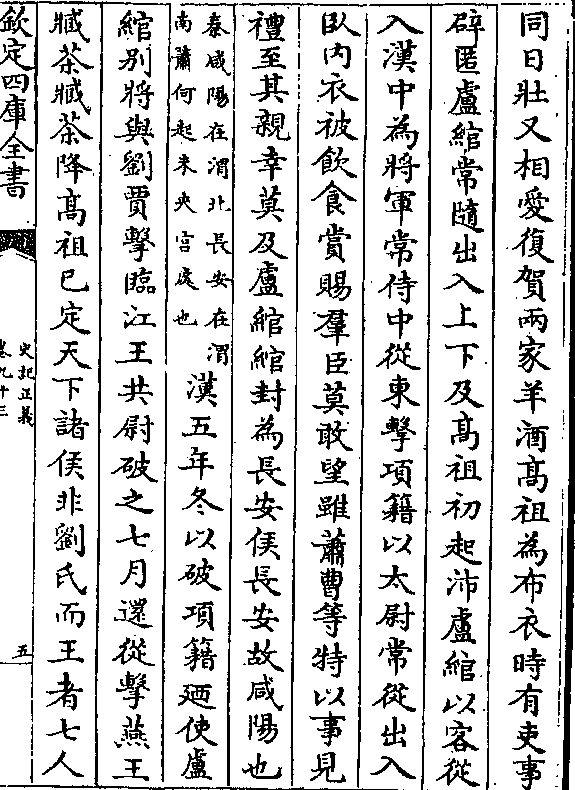 同日壯又相愛復賀兩家羊酒髙祖為布衣時有吏事
辟匿盧綰常隨出入上下及髙祖初起沛盧綰以客從
入漢中為將軍常侍中從東擊項籍以太尉常從出入
臥内衣被飲食賞賜羣臣莫敢望雖蕭曹等特以事見
禮至其親幸莫及盧綰綰封為長安侯長安故咸陽也
秦咸陽在渭北長安在渭
南蕭何起未央宫處也
漢五年冬以破項籍廼使盧
綰别將與劉賈擊臨江王共尉破之七月還從擊燕王
臧荼臧荼降髙祖已定天下諸侯非劉氏而王者七人
欽定四庫全書
史記正義
卷九十三
五